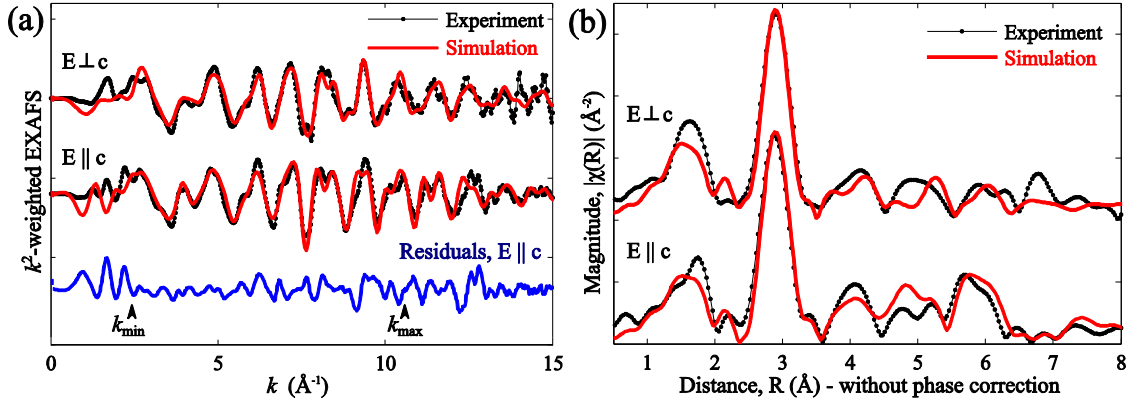 (a)
Experiment
Simulation
E⊥c
E || c
Residuals, E || c
kmin
kmax
k²-weighted EXAFS
0
5
10
15
k (Å⁻¹)
(b)
Experiment
Simulation
E⊥c
E || c
Magnitude, |χ(R)| (Å⁻²)
1
2
3
4
5
6
7
8
Distance, R (Å) - without phase correction